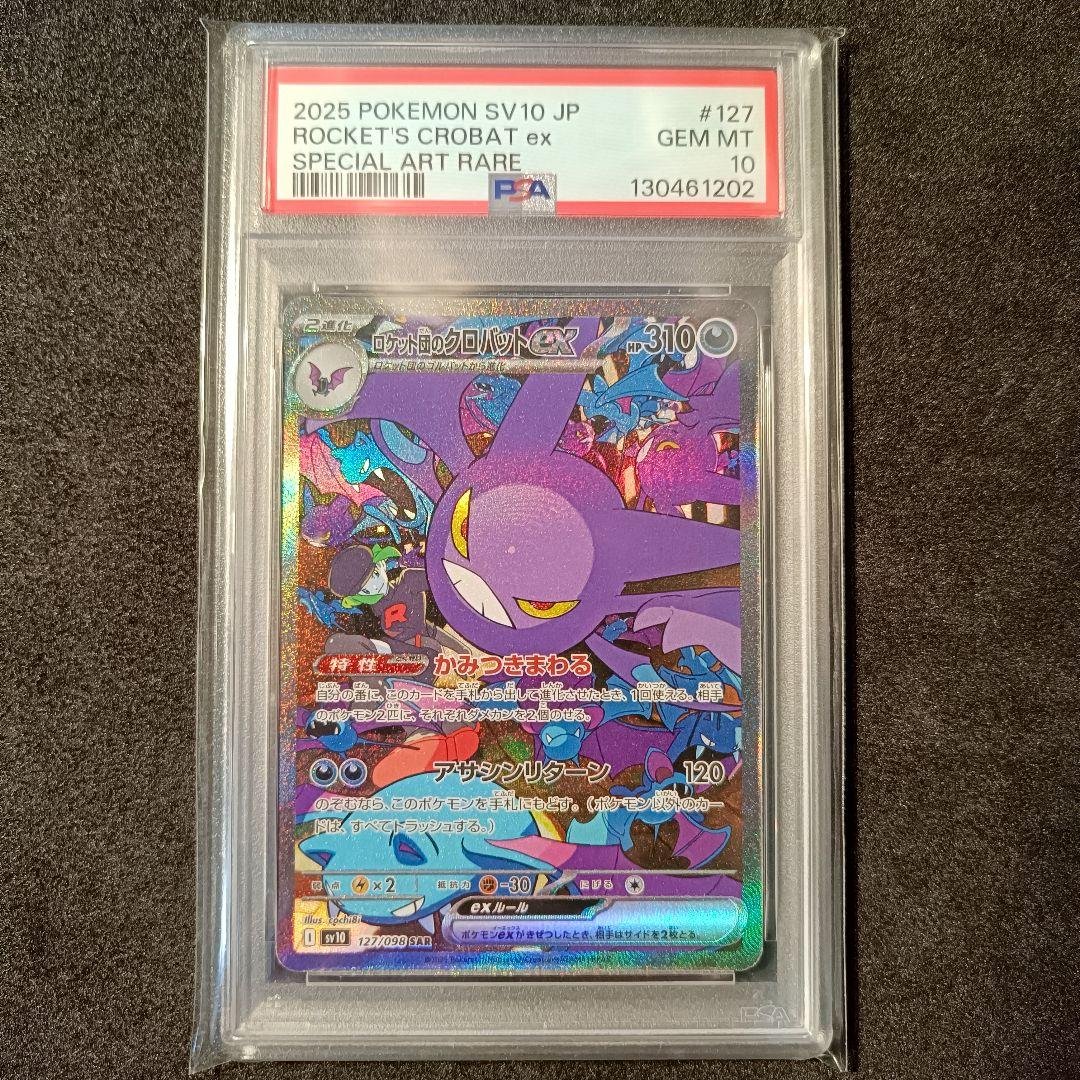 2025 POKEMON SV10 JP #127
ROCKET'S CROBAT ex GEM MT
SPECIAL ART RARE 10
PSA 130461202
2進化
ロケット団のクロバットex HP310
ロケット団のゴルバットから進化
R
特性 かみつきまわる
自分の番に、このカードを手札から出して進化させたとき、1回使える。相手
のポケモン2匹に、それぞれダメカンを2個のせる。
アサシンリターン 120
のぞむなら、このポケモンを手札にもどす。（ポケモン以外のカー
ドは、すべてトラッシュする。）
弱点 ×2 抵抗力 -30 にげる
exルール
ポケモンexがきぜつしたとき、相手はサイドを2枚とる。
Illus. cochi8i
I sv10 127/098 SAR
PSA